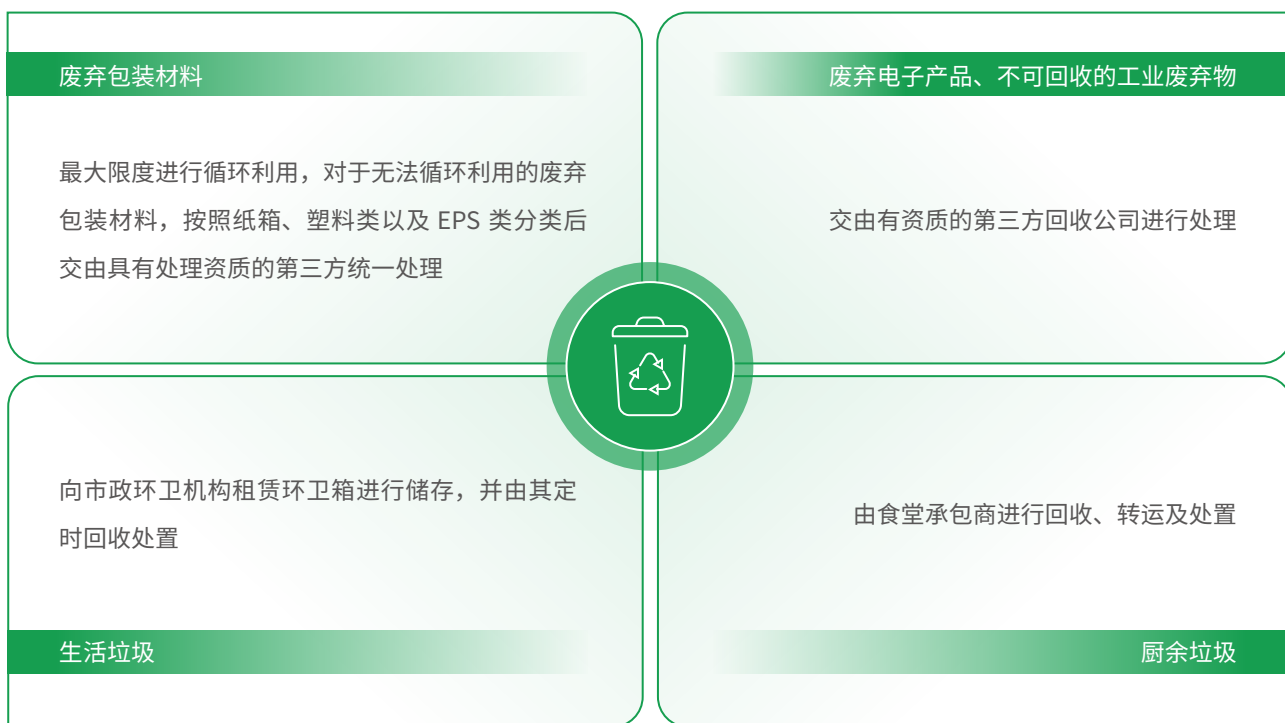 废弃包装材料
最大限度进行循环利用，对于无法循环利用的废弃
包装材料，按照纸箱、塑料类以及 EPS 类分类后
交由具有处理资质的第三方统一处理
废弃电子产品、不可回收的工业废弃物
交由有资质的第三方回收公司进行处理
向市政环卫机构租赁环卫箱进行储存，并由其定
时回收处置
生活垃圾
由食堂承包商进行回收、转运及处置
厨余垃圾